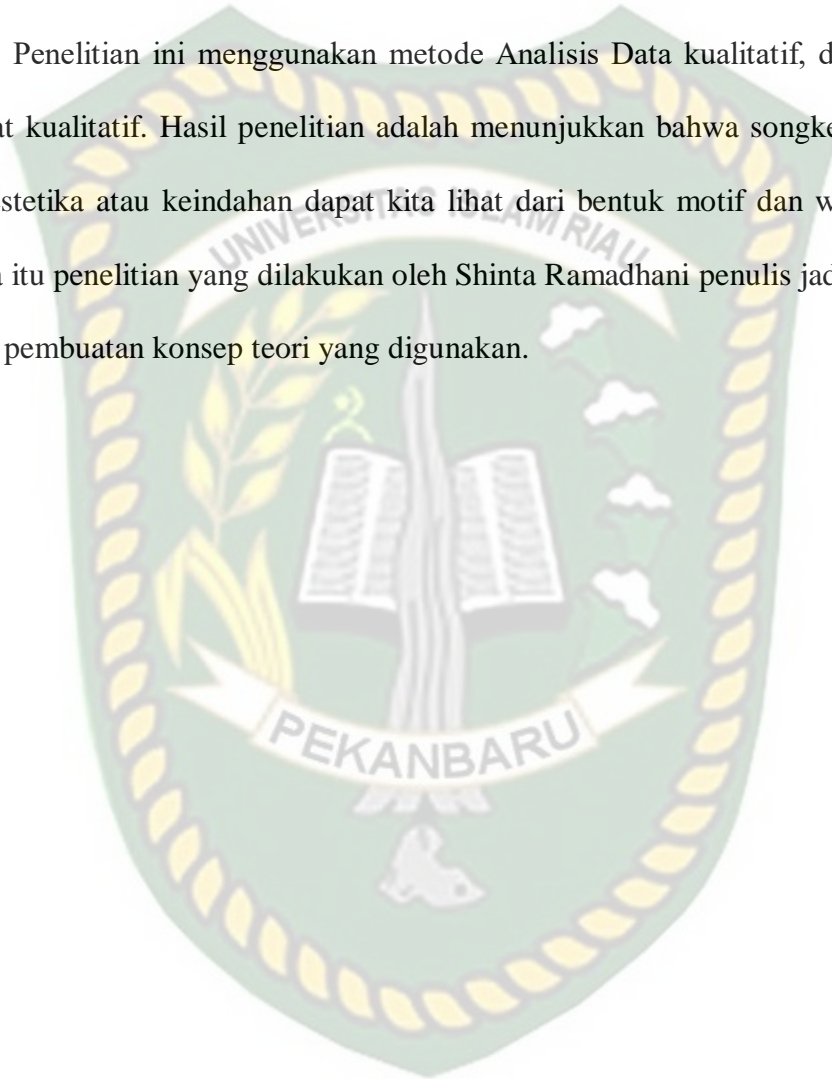 Penelitian ini menggunakan metode Analisis Data kualitatif, d
at kualitatif. Hasil penelitian adalah menunjukkan bahwa songke
stetika atau keindahan dapat kita lihat dari bentuk motif dan w
a itu penelitian yang dilakukan oleh Shinta Ramadhani penulis jad
pembuatan konsep teori yang digunakan.
UNIVERSITAS ISLAM RIAU
PEKANBARU